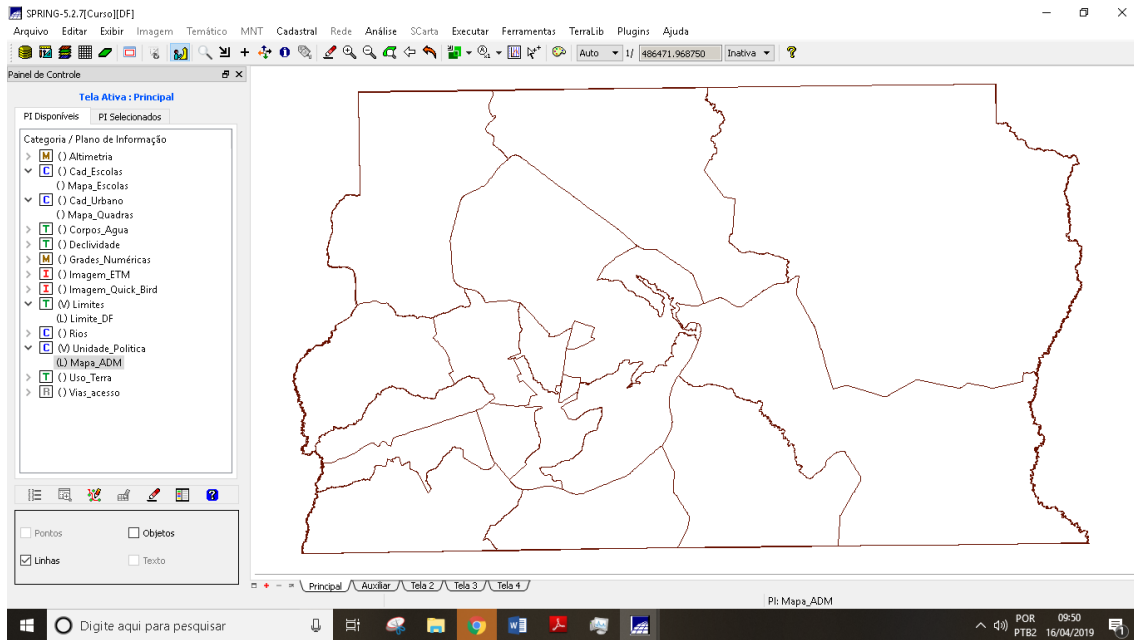 SPRING-5.2.7[Curso][DF]
Arquivo Editar Exibir Imagem Temático MNT Cadastral Rede Análise SCarta Executar Ferramentas TerraLib Plugins Ajuda
Auto 1/ 486471.968750 Inativa
Painel de Controle
Tela Ativa : Principal
PI Disponíveis PI Selecionados
Categoria / Plano de Informação
M () Altimetria
C () Cad_Escolas
() Mapa_Escolas
C () Cad_Urbano
() Mapa_Quadras
T () Corpos_Agua
T () Declividade
M () Grades_Numéricas
I () Imagem_ETM
I () Imagem_Quick_Bird
T (V) Limites
(L) Limite_DF
C () Rios
C (V) Unidade_Politica
(L) Mapa_ADM
T () Uso_Terra
R () Vias_acesso
Pontos Objetos
Linhas Texto
Principal Auxiliar Tela 2 Tela 3 Tela 4
PI: Mapa_ADM
Digite aqui para pesquisar
POR 09:50
PTB2 16/04/2019
1